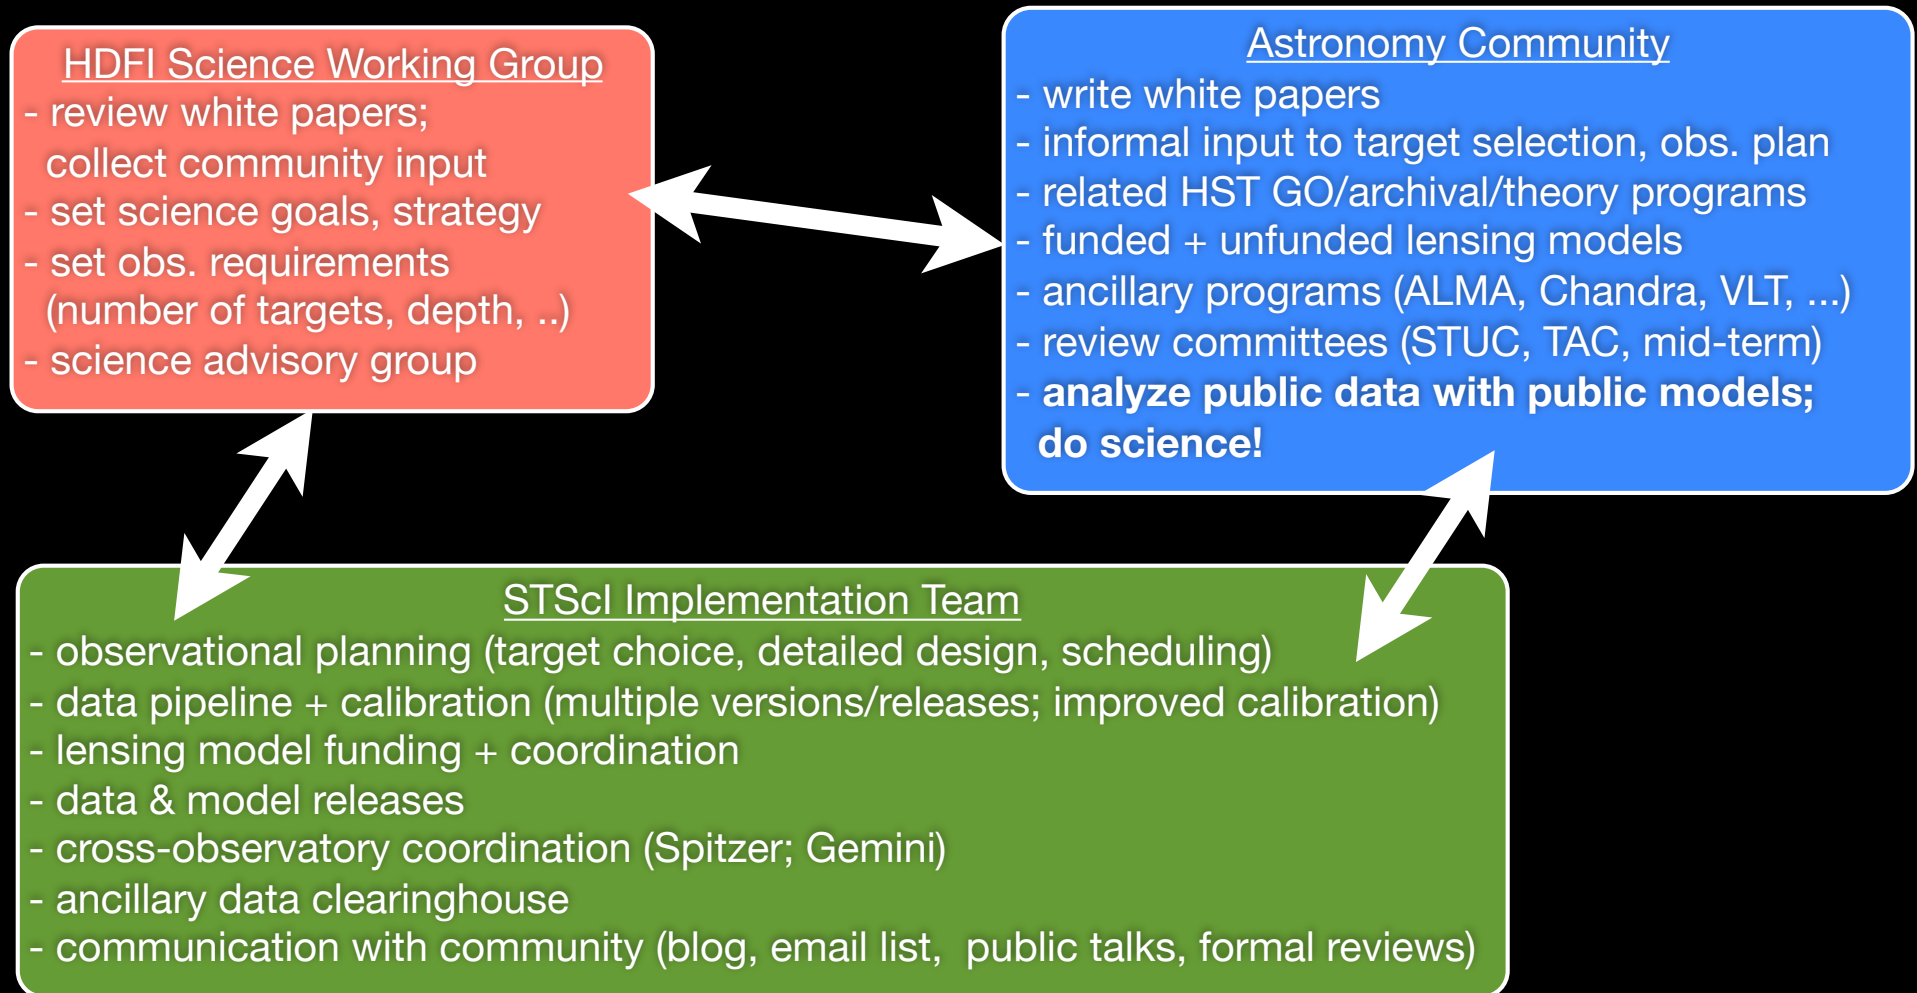 HDFI Science Working Group
- review white papers;
collect community input
- set science goals, strategy
- set obs. requirements
(number of targets, depth, ..)
- science advisory group
Astronomy Community
- write white papers
- informal input to target selection, obs. plan
- related HST GO/archival/theory programs
- funded + unfunded lensing models
- ancillary programs (ALMA, Chandra, VLT, ...)
- review committees (STUC, TAC, mid-term)
- analyze public data with public models;
do science!
STScI Implementation Team
- observational planning (target choice, detailed design, scheduling)
- data pipeline + calibration (multiple versions/releases; improved calibration)
- lensing model funding + coordination
- data & model releases
- cross-observatory coordination (Spitzer; Gemini)
- ancillary data clearinghouse
- communication with community (blog, email list,  public talks, formal reviews)